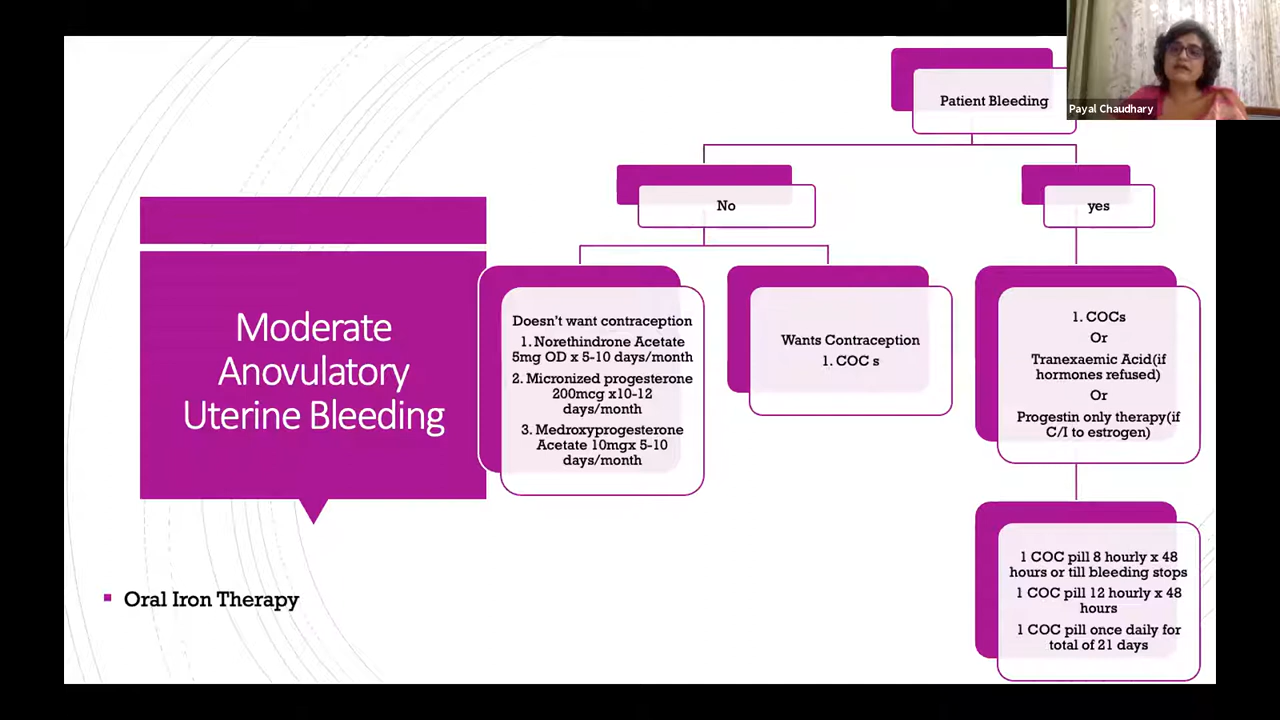 Payal Chaudhary
Patient Bleeding
No
yes
Moderate
Anovulatory
Uterine Bleeding
Doesn't want contraception
1. Norethindrone Acetate
5mg OD x 5-10 days/month
2. Micronized progesterone
200mcg x10-12
days/month
3. Medroxyprogesterone
Acetate 10mgx 5-10
days/month
Wants Contraception
1. COC s
1. COCs
Or
Tranexaemic Acid(if
hormones refused)
Or
Progestin only therapy(if
C/I to estrogen)
1 COC pill 8 hourly x 48
hours or till bleeding stops
1 COC pill 12 hourly x 48
hours
1 COC pill once daily for
total of 21 days
Oral Iron Therapy